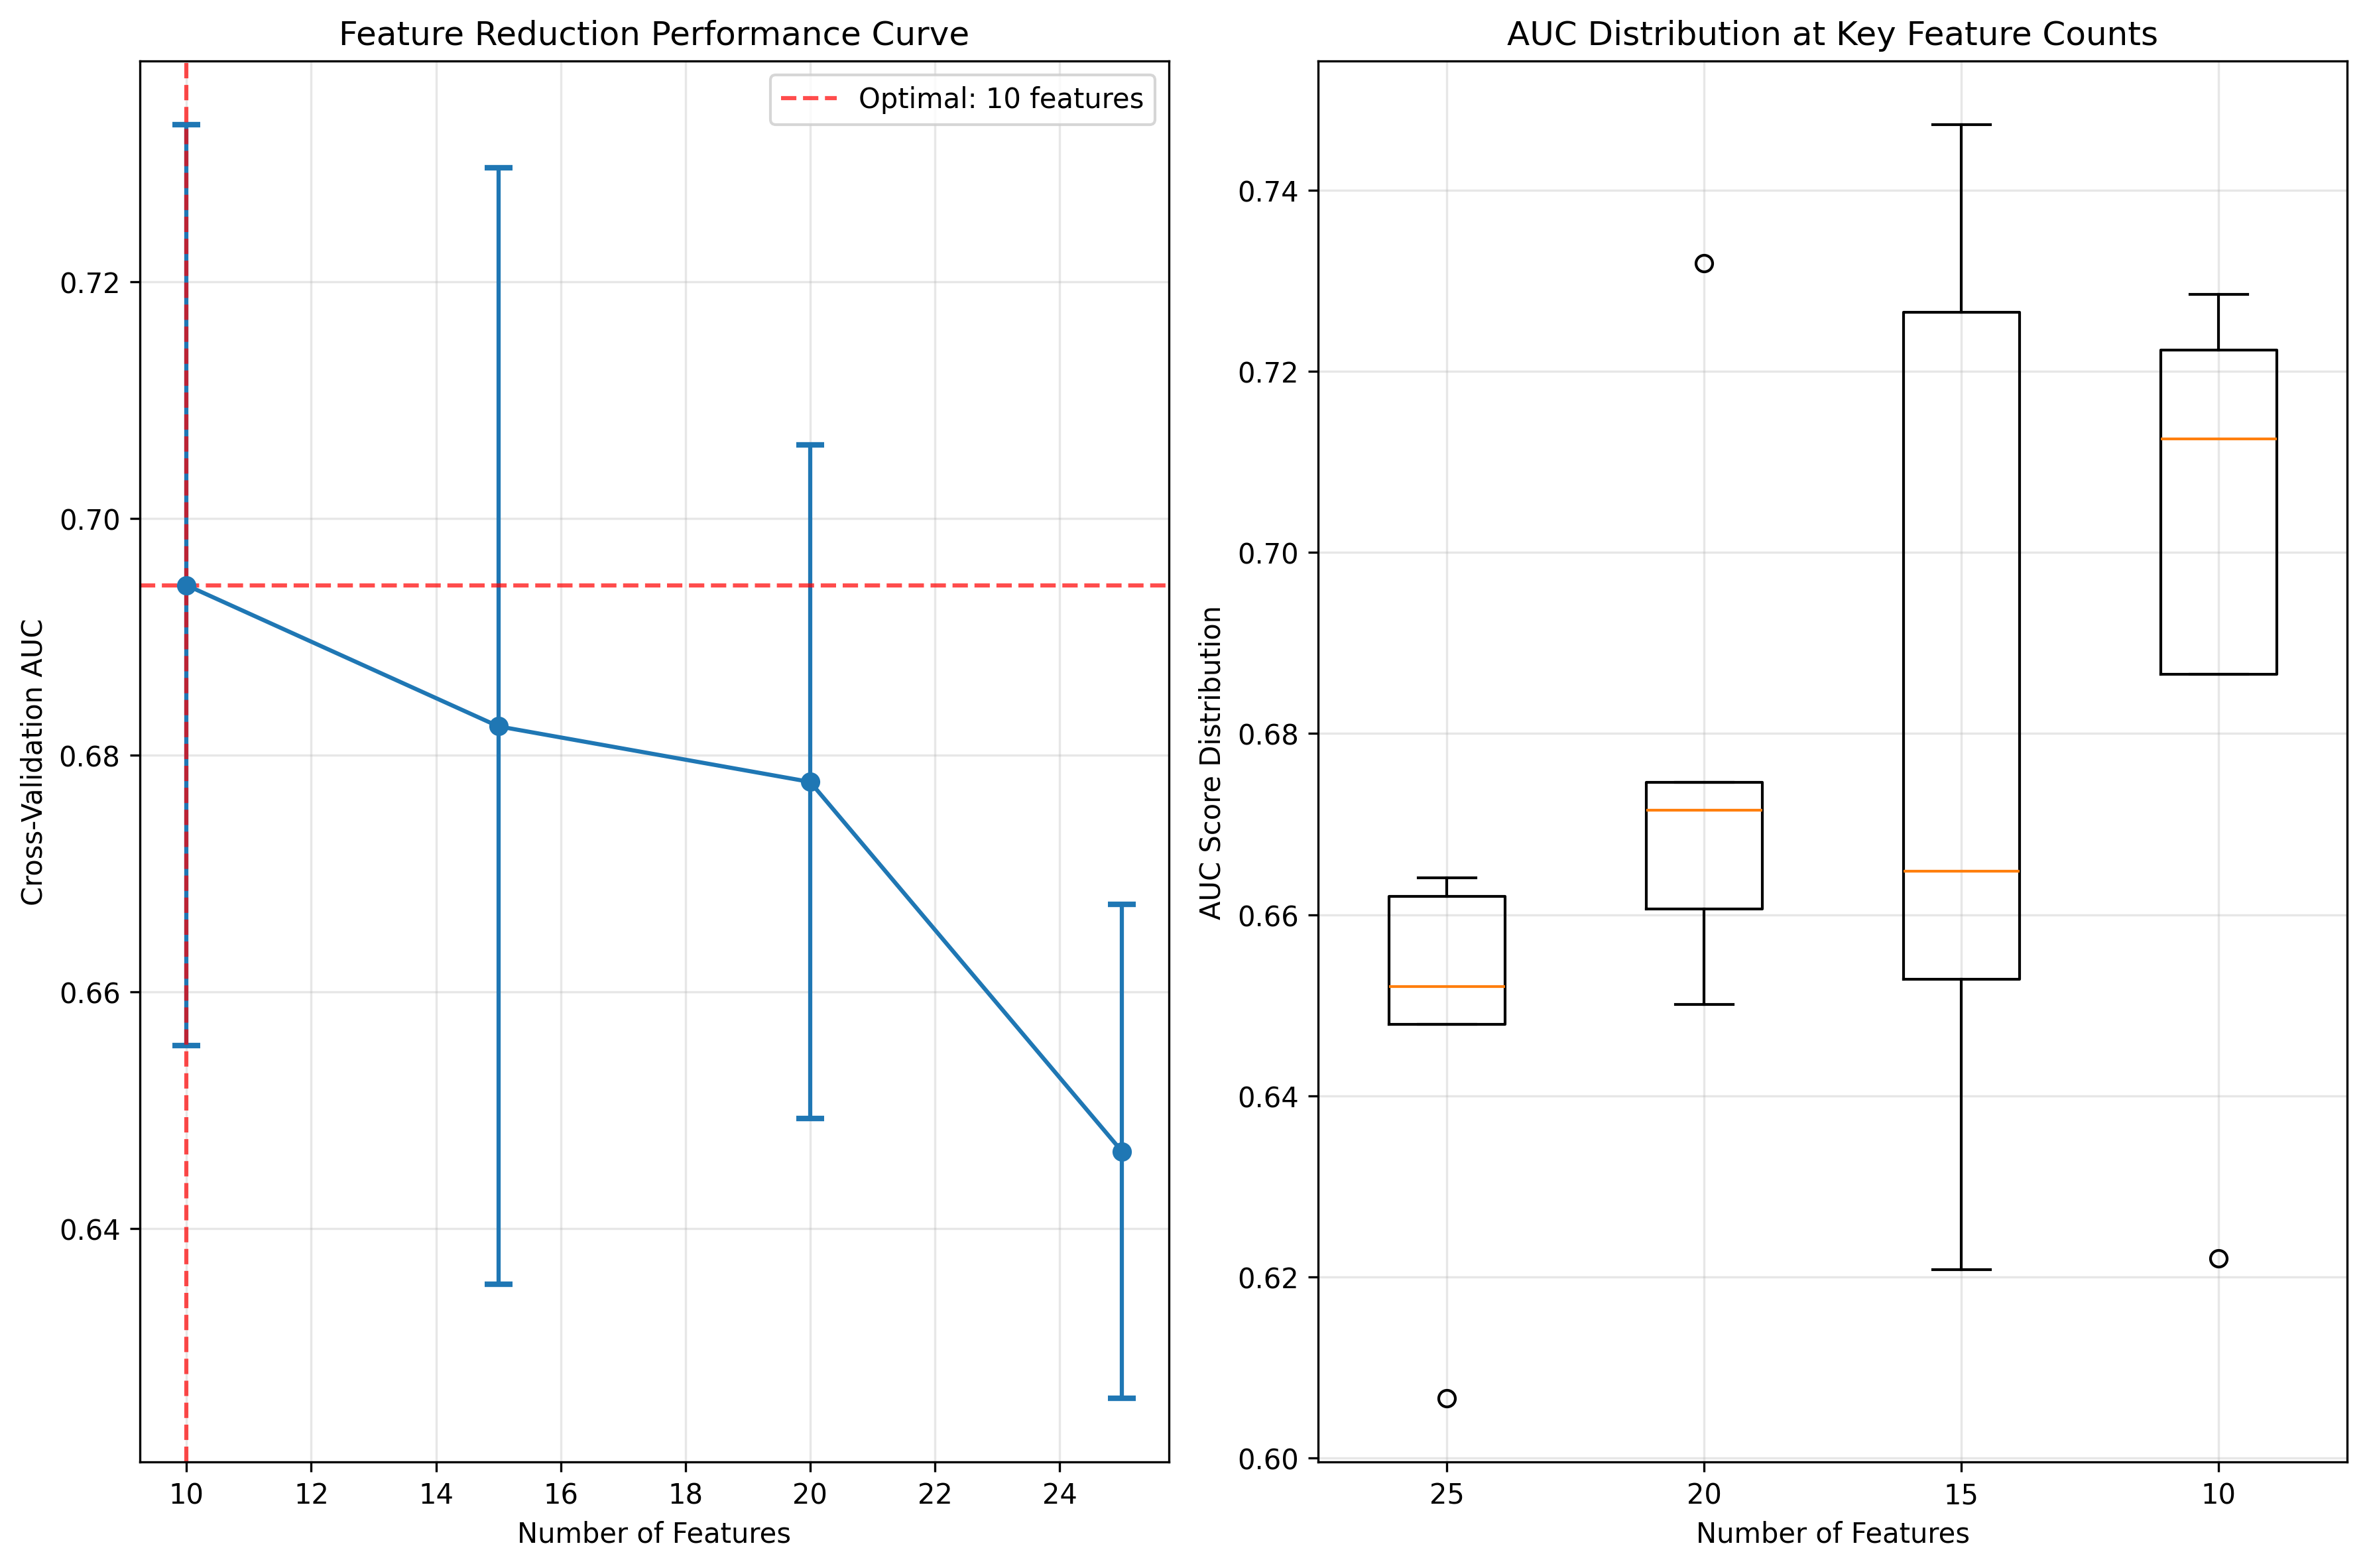 Feature Reduction Performance Curve
Optimal: 10 features
Cross-Validation AUC
0.72
0.70
0.68
0.66
0.64
10 12 14 16 18 20 22 24
Number of Features
AUC Distribution at Key Feature Counts
AUC Score Distribution
0.74
0.72
0.70
0.68
0.66
0.64
0.62
0.60
25 20 15 10
Number of Features